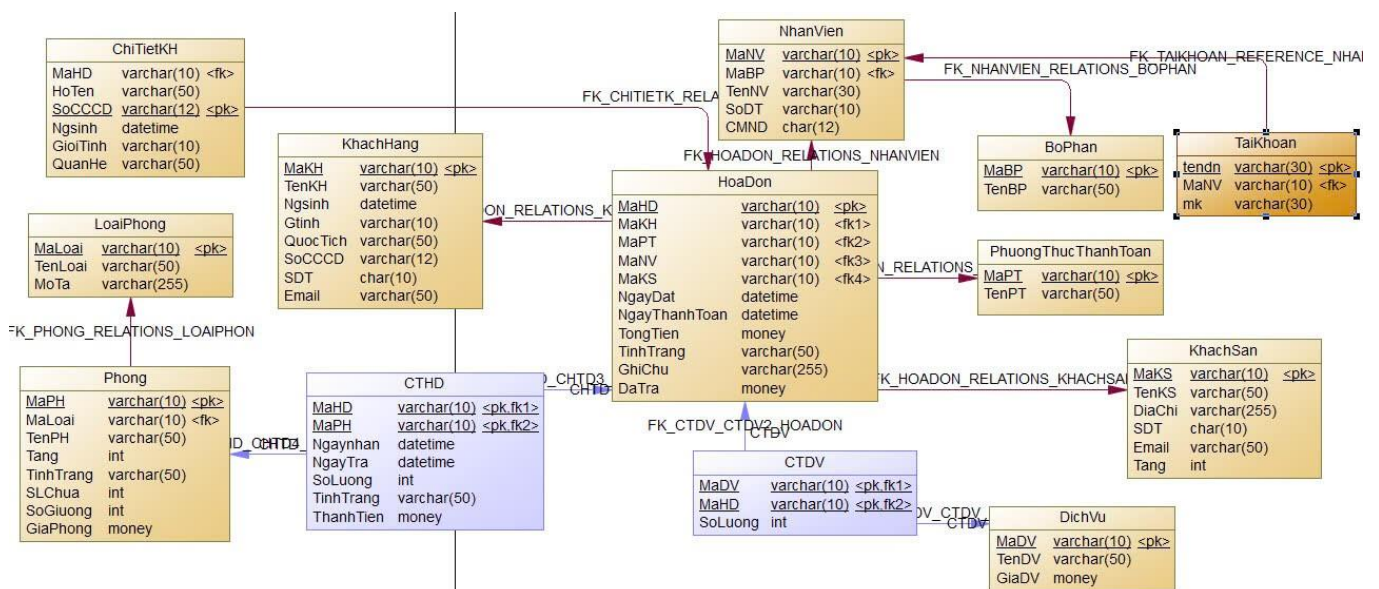 ChiTietKH
MaHD varchar(10) <fk>
HoTen varchar(50)
SoCCCD varchar(12) <pk>
Ngsinh datetime
GioiTinh varchar(10)
QuanHe varchar(50)
FK_CHITIETK_RELA
KhachHang
MaKH varchar(10) <pk>
TenKH varchar(50)
Ngsinh datetime
Gtinh varchar(10)
QuocTich varchar(50)
SoCCCD varchar(12)
SDT char(10)
Email varchar(50)
NhanVien
MaNV varchar(10) <pk>
MaBP varchar(10) <fk>
TenNV varchar(30)
SoDT varchar(10)
CMND char(12)
FK_TAIKHOAN_REFERENCE_NHA
FK_NHANVIEN_RELATIONS_BOPHAN
BoPhan
MaBP varchar(10) <pk>
TenBP varchar(50)
TaiKhoan
tendn varchar(30) <pk>
MaNV varchar(10) <fk>
mk varchar(30)
FK_HOADON_RELATIONS_NHANVIEN
DON_RELATIONS_K
HoaDon
MaHD varchar(10) <pk>
MaKH varchar(10) <fk1>
MaPT varchar(10) <fk2>
MaNV varchar(10) <fk3>
MaKS varchar(10) <fk4>
NgayDat datetime
NgayThanhToan datetime
TongTien money
TinhTrang varchar(50)
GhiChu varchar(255)
DaTra money
N_RELATIONS_
PhuongThucThanhToan
MaPT varchar(10) <pk>
TenPT varchar(50)
LoaiPhong
MaLoai varchar(10) <pk>
TenLoai varchar(50)
MoTa varchar(255)
FK_PHONG_RELATIONS_LOAIPHON
Phong
MaPH varchar(10) <pk>
MaLoai varchar(10) <fk>
TenPH varchar(50)
Tang int
TinhTrang varchar(50)
SLChua int
SoGiuong int
GiaPhong money
CTHD
MaHD varchar(10) <pk,fk1>
MaPH varchar(10) <pk,fk2>
Ngaynhan datetime
NgayTra datetime
SoLuong int
TinhTrang varchar(50)
ThanhTien money
FK_HOADON_RELATIONS_KHACHSA
KhachSan
MaKS varchar(10) <pk>
TenKS varchar(50)
DiaChi varchar(255)
SDT char(10)
Email varchar(50)
Tang int
FK_CTDV_CTDV2_HOADON
CTDV
CTDV
MaDV varchar(10) <pk,fk1>
MaHD varchar(10) <pk,fk2>
SoLuong int
DichVu
MaDV varchar(10) <pk>
TenDV varchar(50)
GiaDV money